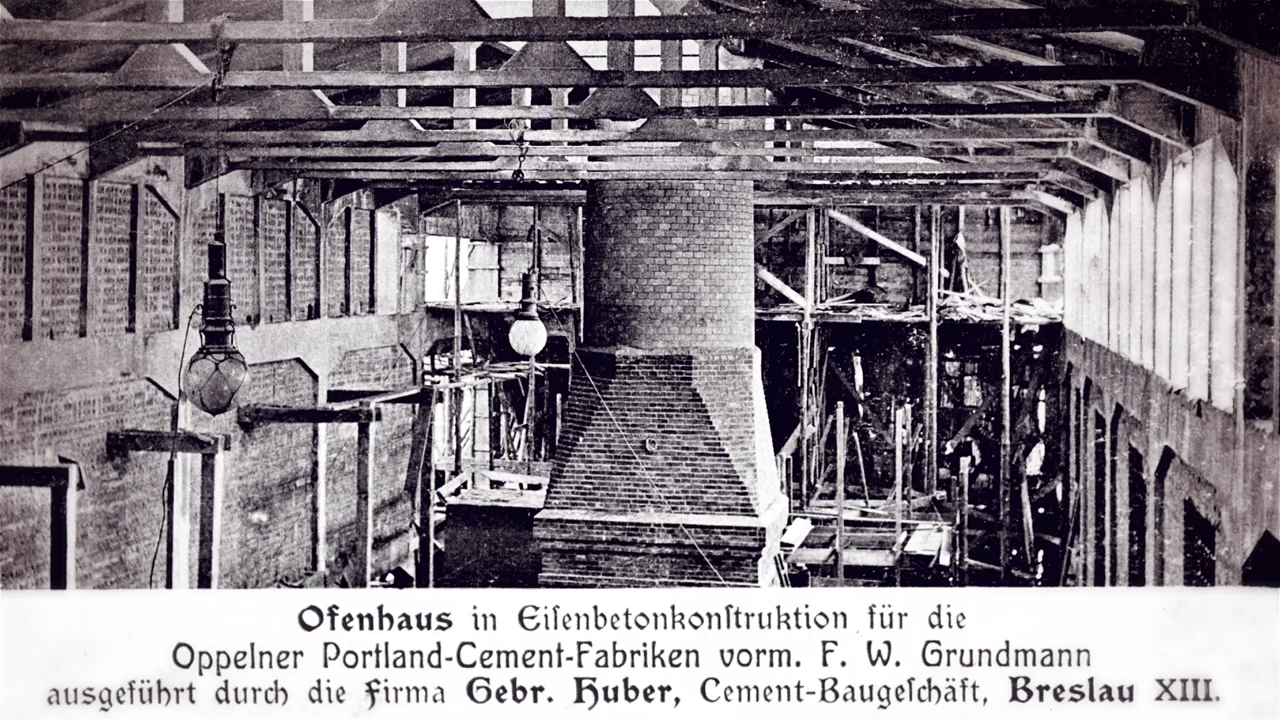 Ofenhaus in Eiſenbetonkonſtruktion für die
Oppelner Portland-Cement-Fabriken vorm. F. W. Grundmann
ausgeführt durch die Firma Gebr. Huber, Cement-Baugeſchäft, Breslau XIII.